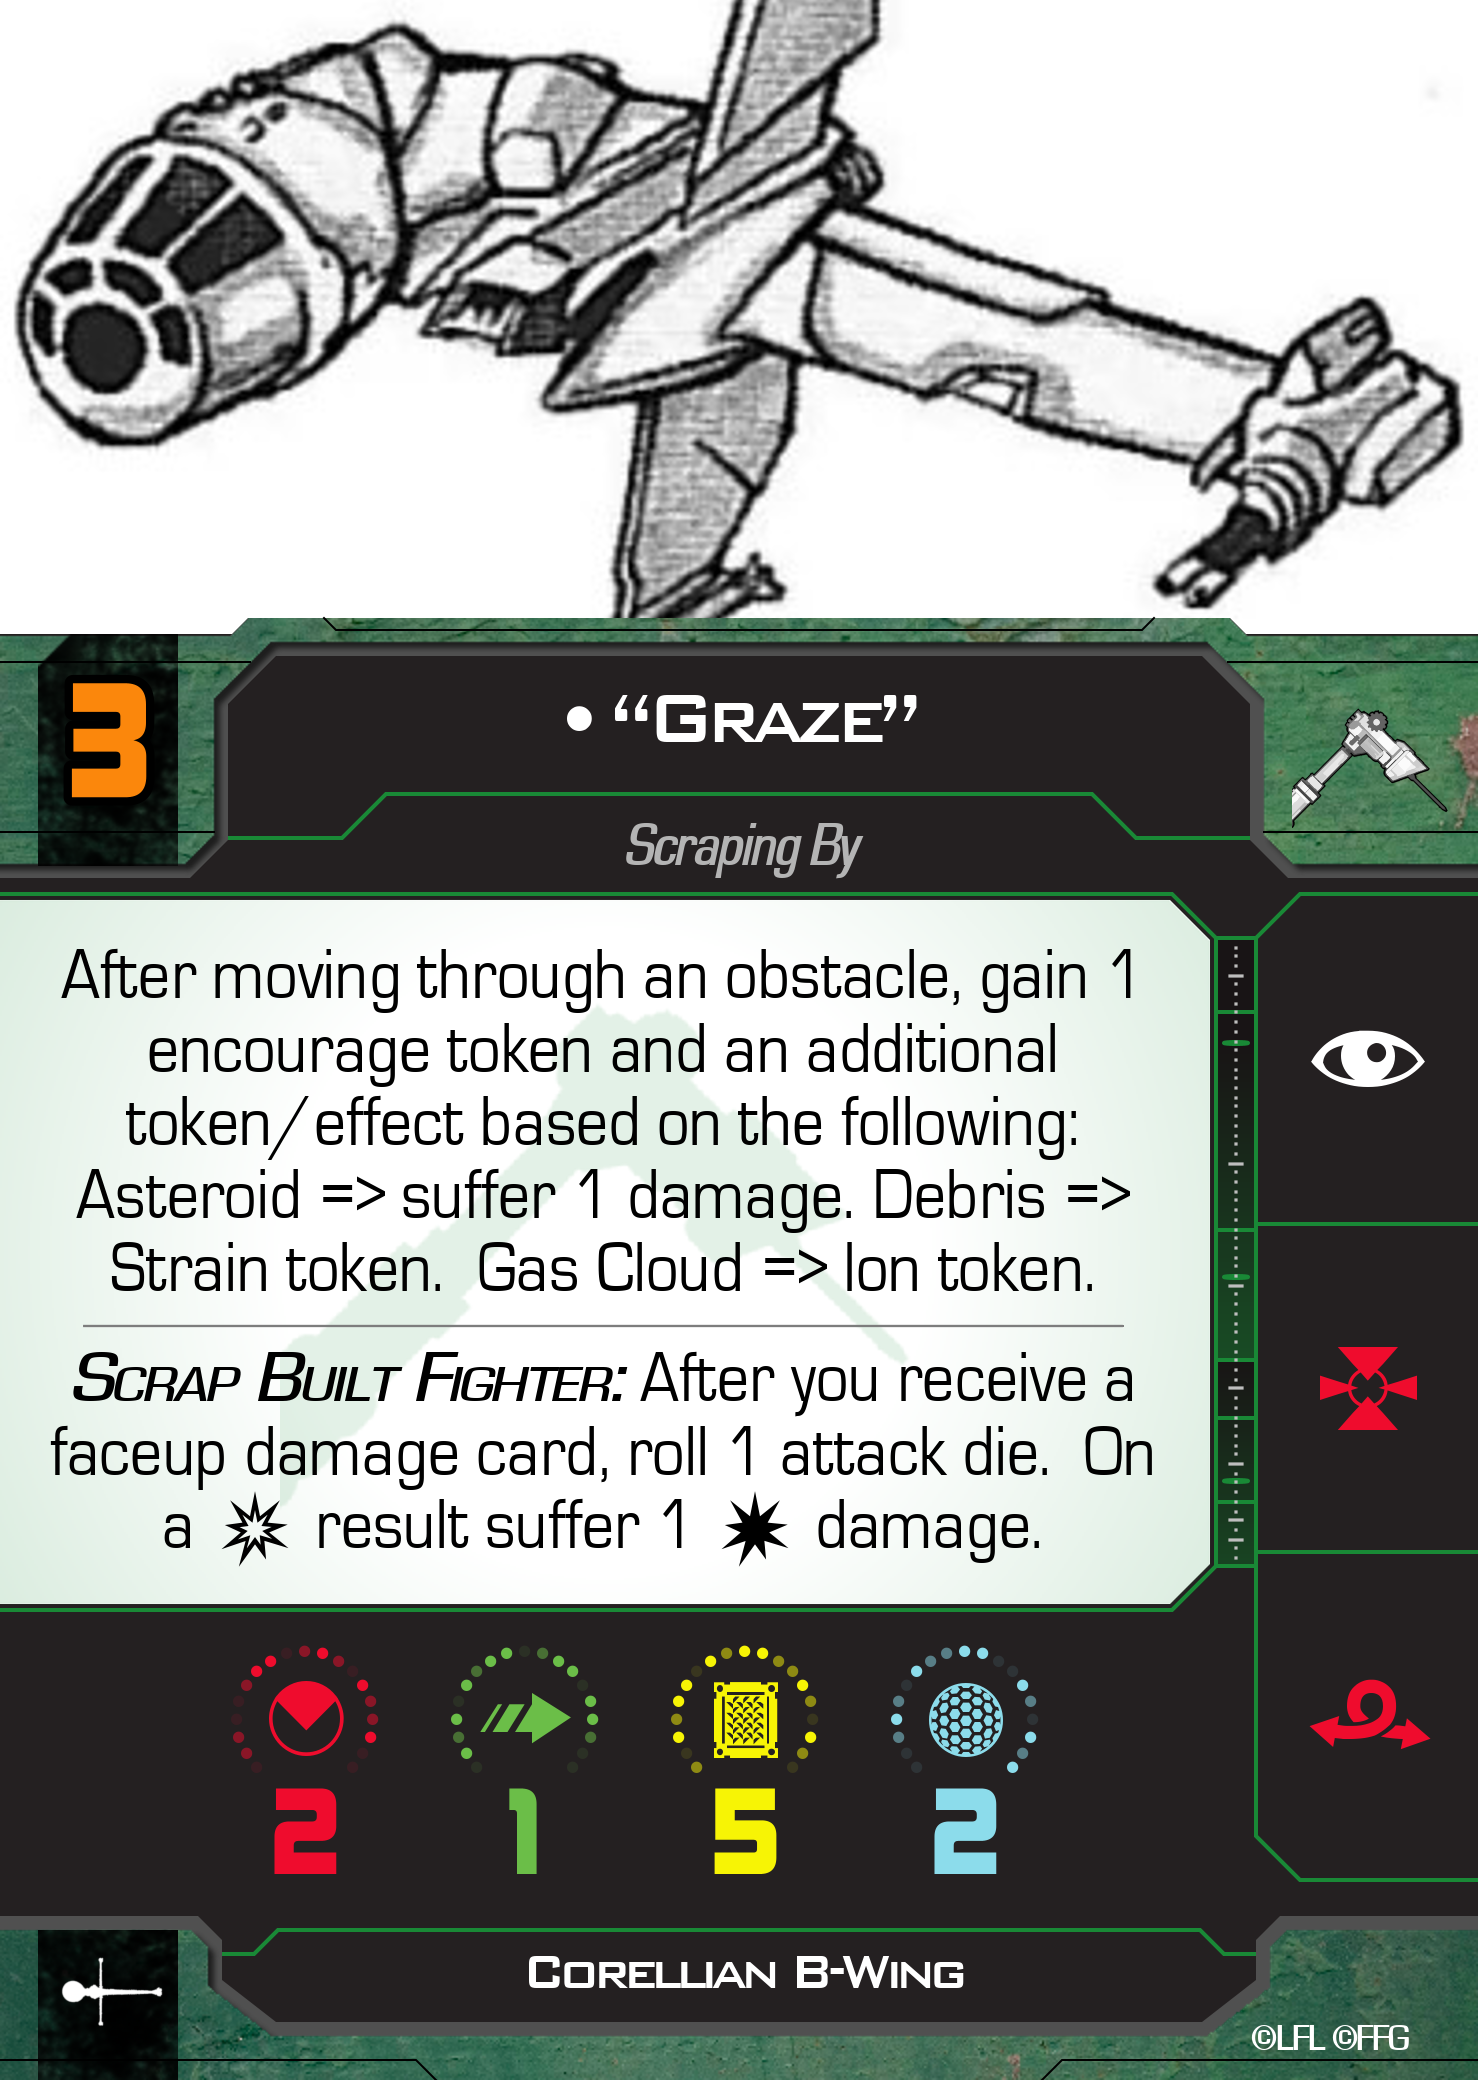 3
• “Graze”
Scraping By
After moving through an obstacle, gain 1
encourage token and an additional
token/effect based on the following:
Asteroid => suffer 1 damage. Debris =>
Strain token.  Gas Cloud => Ion token.
Scrap Built Fighter: After you receive a
faceup damage card, roll 1 attack die.  On
a result suffer 1 damage.
2 1 5 2
Corellian B-Wing
©LFL ©FFG